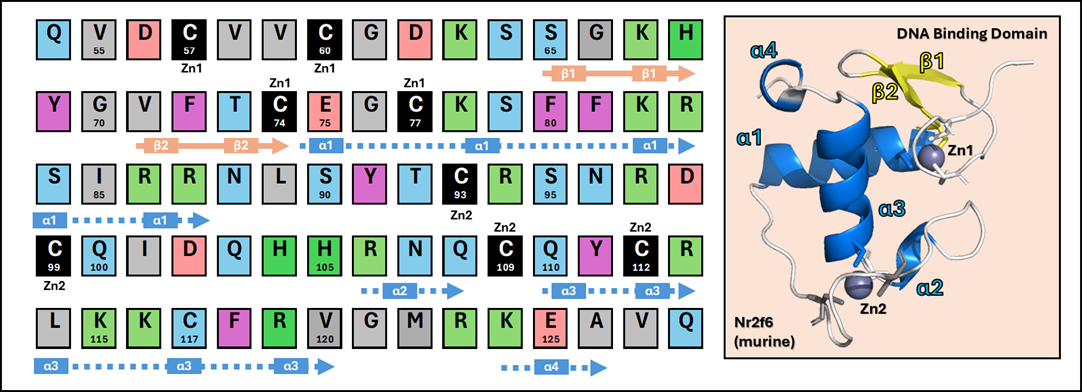 Q V D C V V C G D K S S G K H
55 57 60 65
Zn1 Zn1
β1 β1
Y G V F T C E G C K S F F K R
Zn1 Zn1
70 74 75 77 80
β2 β2 α1 α1 α1
S I R R N L S Y T C R S N R D
85 90 93 95
Zn2
α1 α1
C Q I D Q H H R N Q C Q Y C R
Zn2 Zn2
99 100 105 109 110 112
Zn2
α2 α3 α3
L K K C F R V G M R K E A V Q
115 117 120 125
α3 α3 α3 α4
DNA Binding Domain
α4
β1
β2
α1
Zn1
α3
α2
Zn2
Nr2f6
(murine)